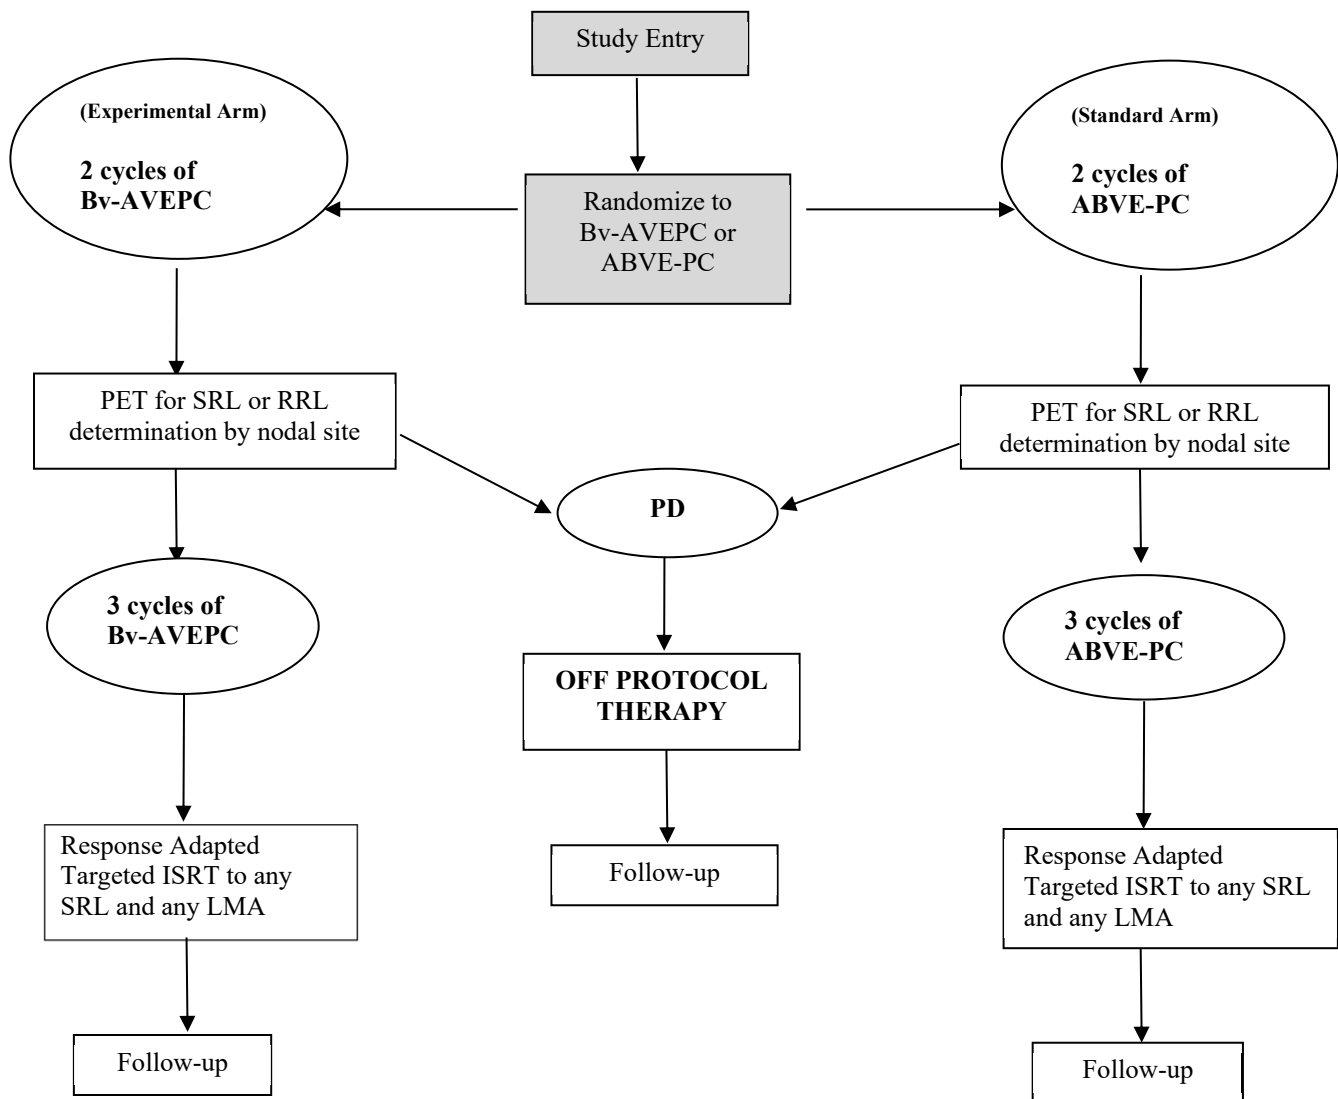 Study Entry
(Experimental Arm)
2 cycles of
Bv-AVEPC
Randomize to
Bv-AVEPC or
ABVE-PC
(Standard Arm)
2 cycles of
ABVE-PC
PET for SRL or RRL
determination by nodal site
PET for SRL or RRL
determination by nodal site
PD
3 cycles of
Bv-AVEPC
OFF PROTOCOL
THERAPY
3 cycles of
ABVE-PC
Response Adapted
Targeted ISRT to any
SRL and any LMA
Follow-up
Response Adapted
Targeted ISRT to any SRL
and any LMA
Follow-up
Follow-up